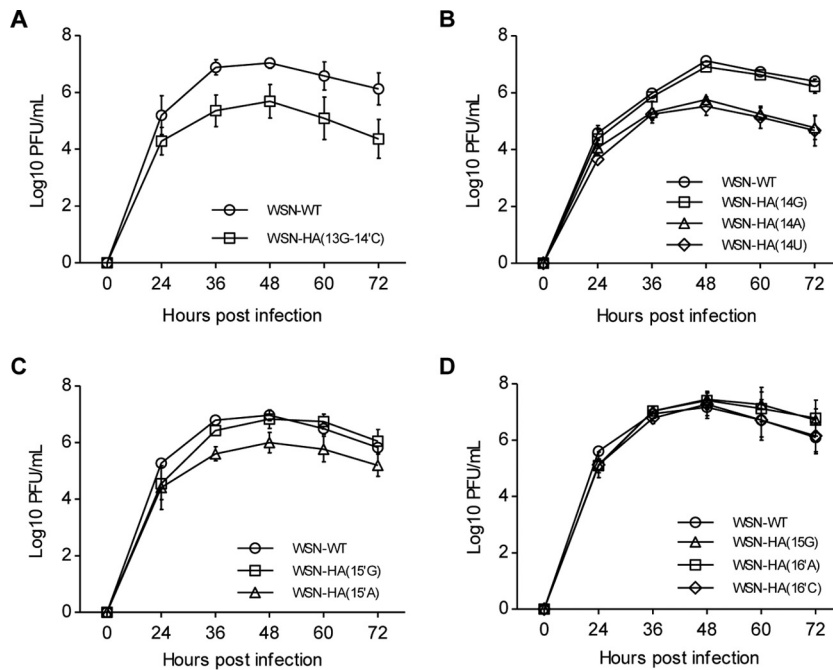 A
Log10 PFU/mL
8
6
4
2
0
WSN-WT
WSN-HA(13G-14'C)
0 24 36 48 60 72
Hours post infection
B
Log10 PFU/mL
8
6
4
2
0
WSN-WT
WSN-HA(14G)
WSN-HA(14A)
WSN-HA(14U)
0 24 36 48 60 72
Hours post infection
C
Log10 PFU/mL
8
6
4
2
0
WSN-WT
WSN-HA(15'G)
WSN-HA(15'A)
0 24 36 48 60 72
Hours post infection
D
Log10 PFU/mL
8
6
4
2
0
WSN-WT
WSN-HA(15G)
WSN-HA(16'A)
WSN-HA(16'C)
0 24 36 48 60 72
Hours post infection